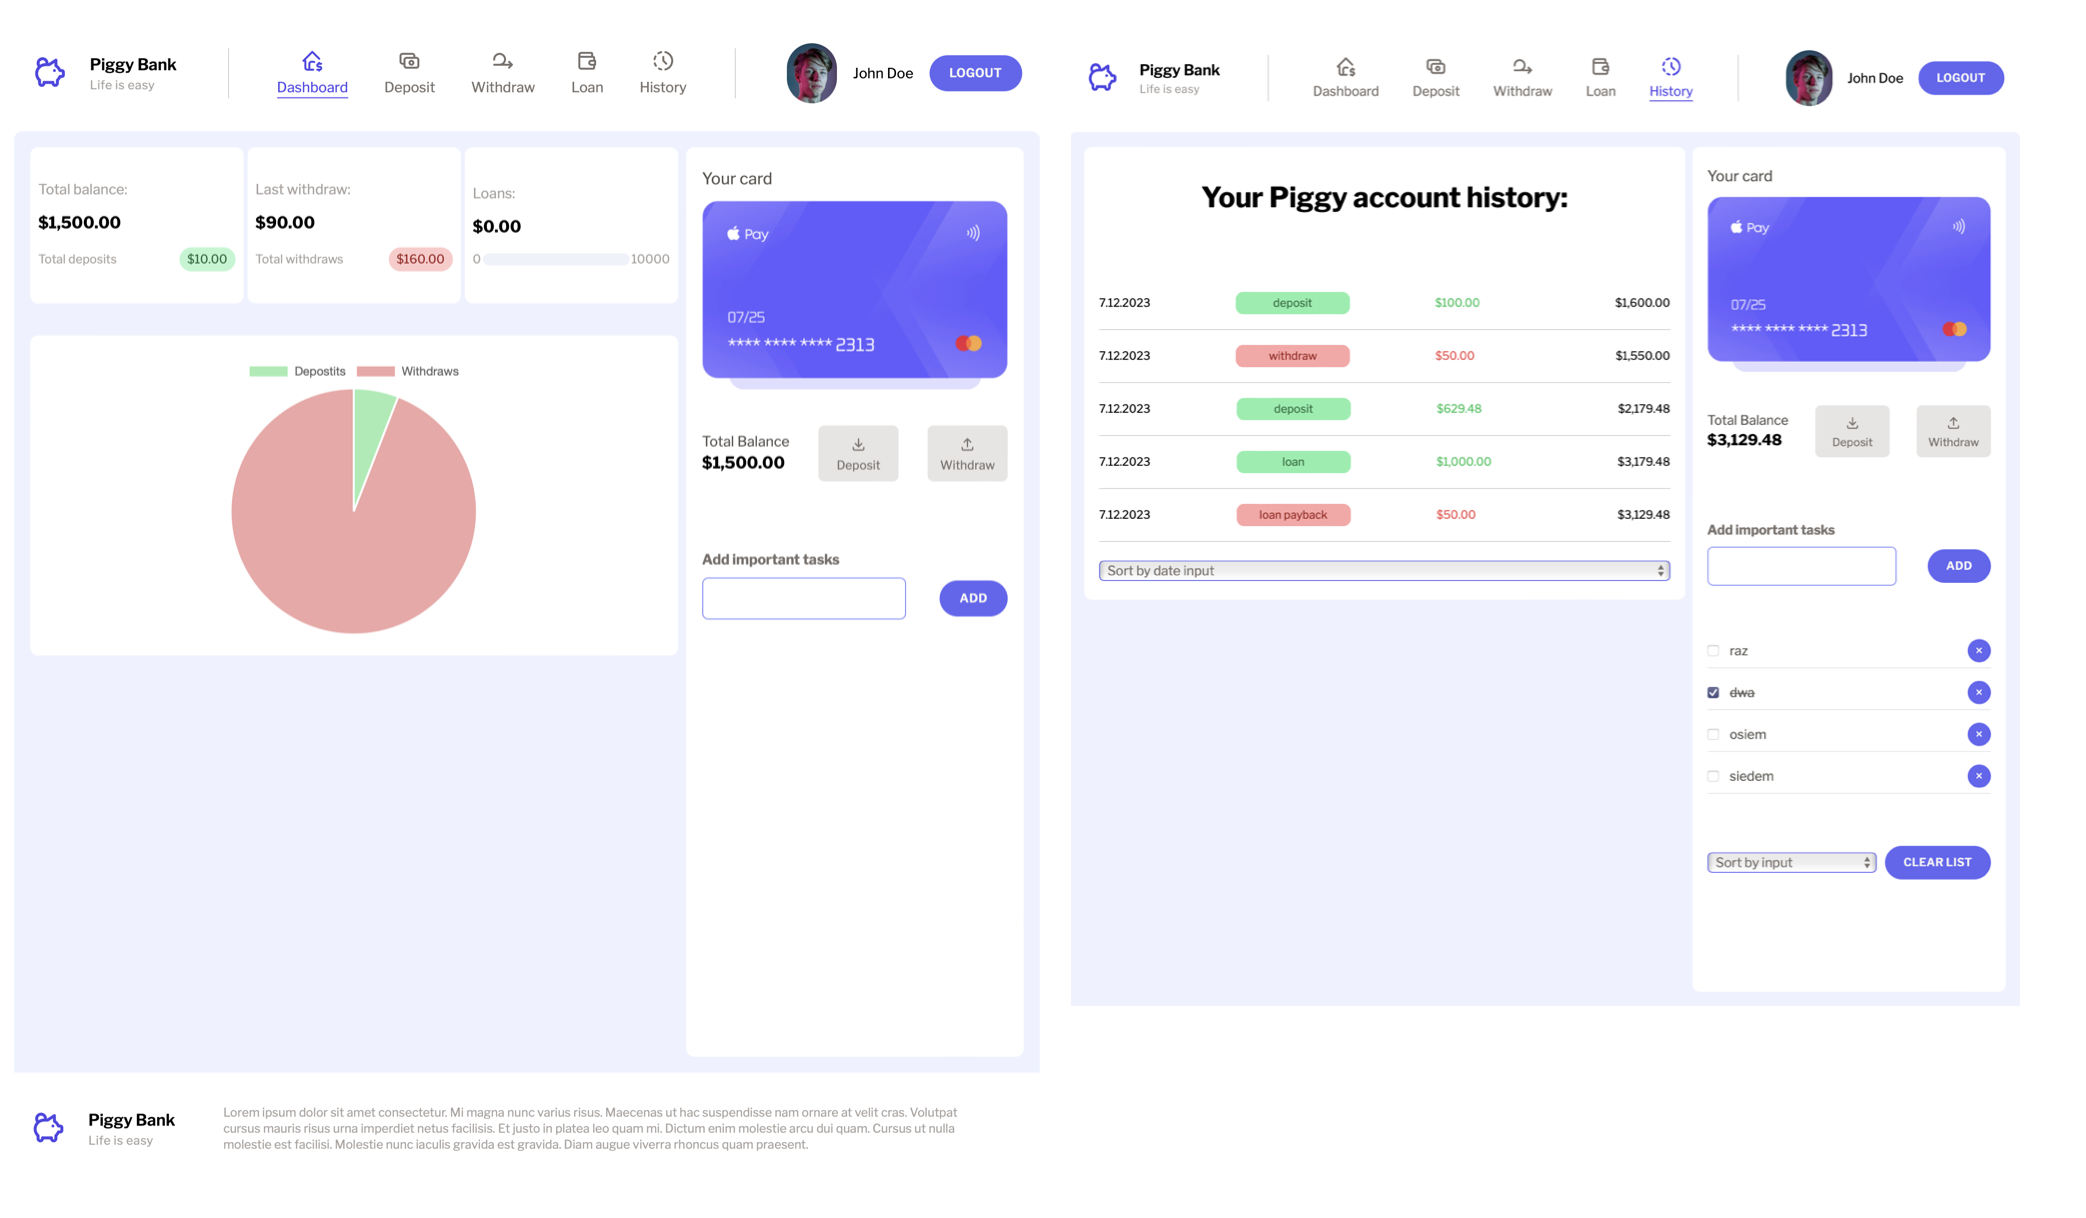 Piggy Bank
Life is easy
Dashboard
Deposit
Withdraw
Loan
History
John Doe
LOGOUT
Total balance:
$1,500.00
Total deposits $10.00
Last withdraw:
$90.00
Total withdraws $160.00
Loans:
$0.00
0 10000
Depostits Withdraws
Your card
Pay
07/25
**** **** **** 2313
Total Balance
$1,500.00
Deposit
Withdraw
Add important tasks
ADD
Piggy Bank
Life is easy
Lorem ipsum dolor sit amet consectetur. Mi magna nunc varius risus. Maecenas ut hac suspendisse nam ornare at velit cras. Volutpat
cursus mauris risus urna imperdiet netus facilisis. Et justo in platea leo quam mi. Dictum enim molestie arcu dui quam. Cursus ut nulla
molestie est facilisi. Molestie nunc iaculis gravida est gravida. Diam augue viverra rhoncus quam praesent.
Piggy Bank
Life is easy
Dashboard
Deposit
Withdraw
Loan
History
John Doe
LOGOUT
Your Piggy account history:
7.12.2023 deposit $100.00 $1,600.00
7.12.2023 withdraw $50.00 $1,550.00
7.12.2023 deposit $629.48 $2,179.48
7.12.2023 loan $1,000.00 $3,179.48
7.12.2023 loan payback $50.00 $3,129.48
Sort by date input
Your card
Pay
07/25
**** **** **** 2313
Total Balance
$3,129.48
Deposit
Withdraw
Add important tasks
ADD
raz
dwa
osiem
siedem
Sort by input
CLEAR LIST